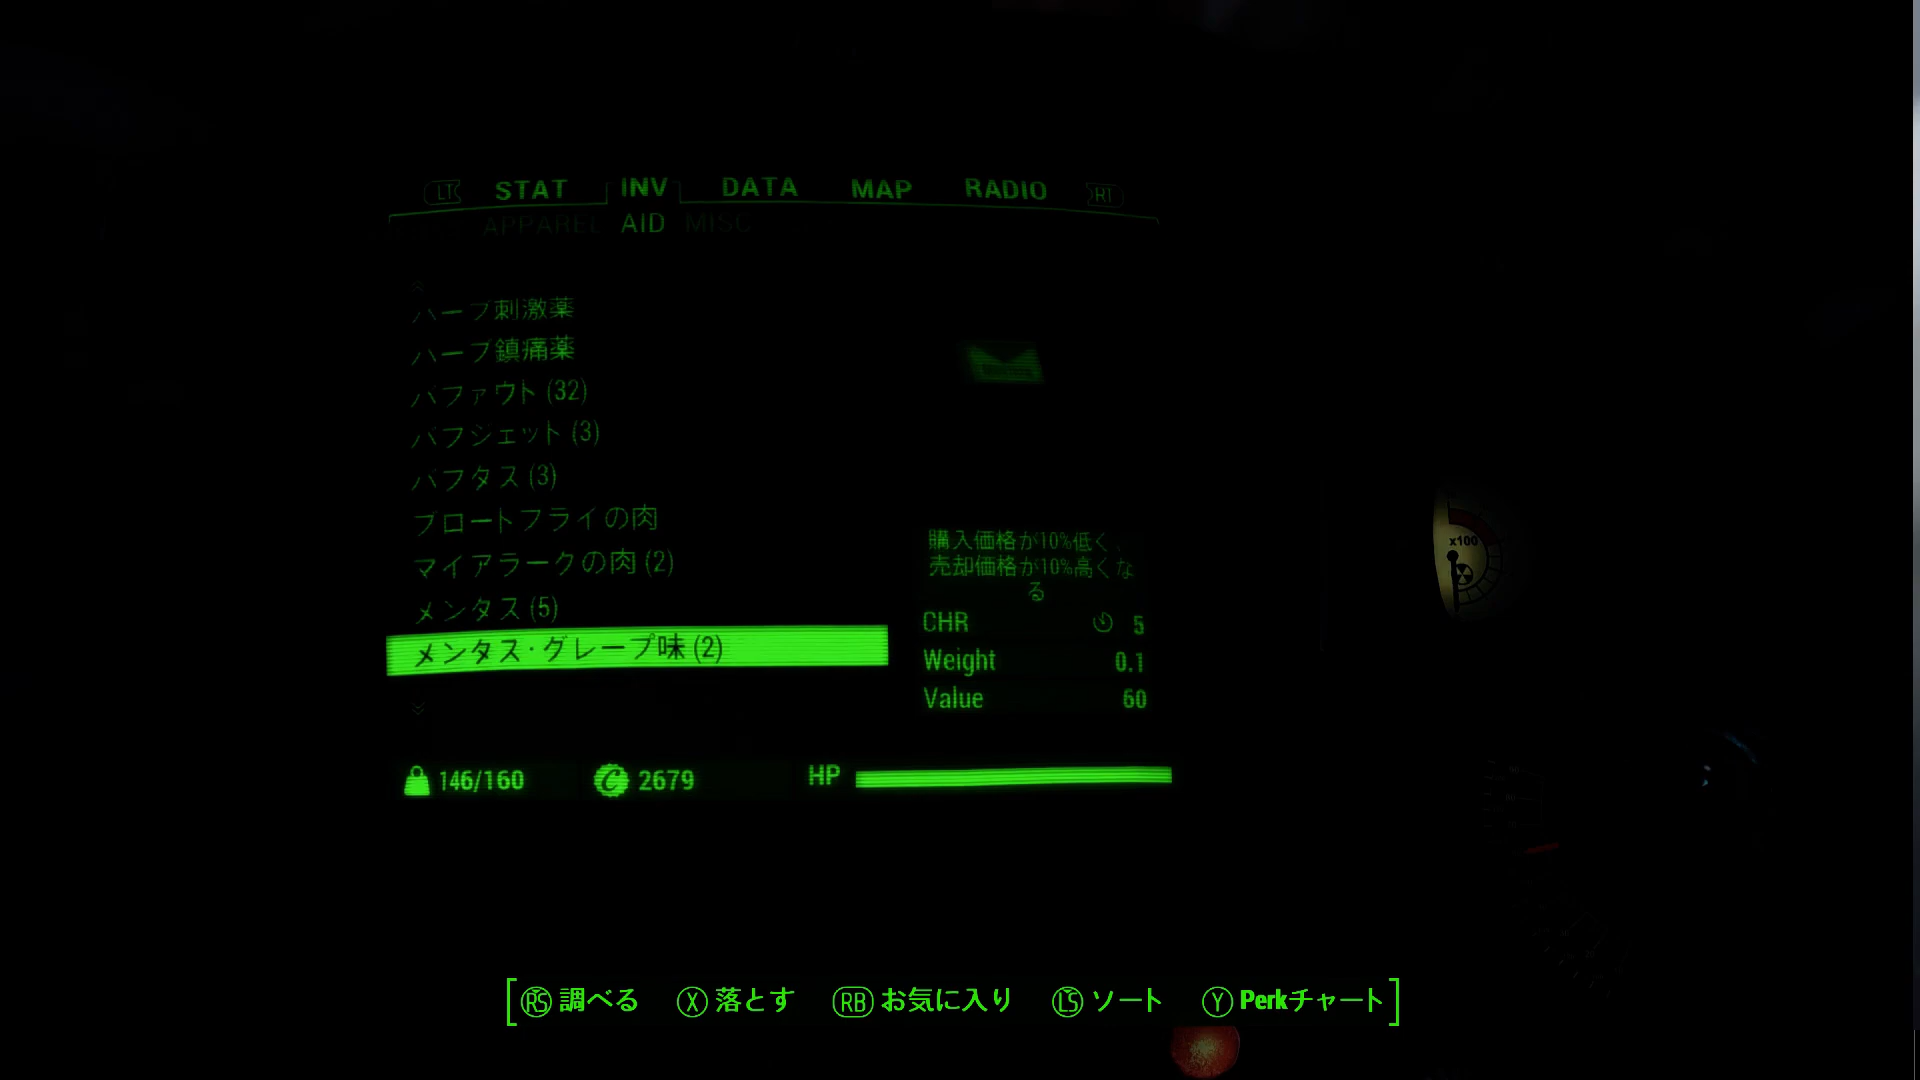 LT STAT INV DATA MAP RADIO RT
APPAREL AID MISC
ハーブ刺激薬
ハーブ鎮痛薬
バファウト (32)
バフジェット (3)
バフタス (3)
ブロートフライの肉
マイアラークの肉 (2)
メンタス (5)
メンタス・グレープ味 (2)
購入価格が10%低く、
売却価格が10%高くな
る
CHR 5
Weight 0.1
Value 60
146/160 2679 HP
x100
RS 調べる X 落とす RB お気に入り LS ソート Y Perkチャート